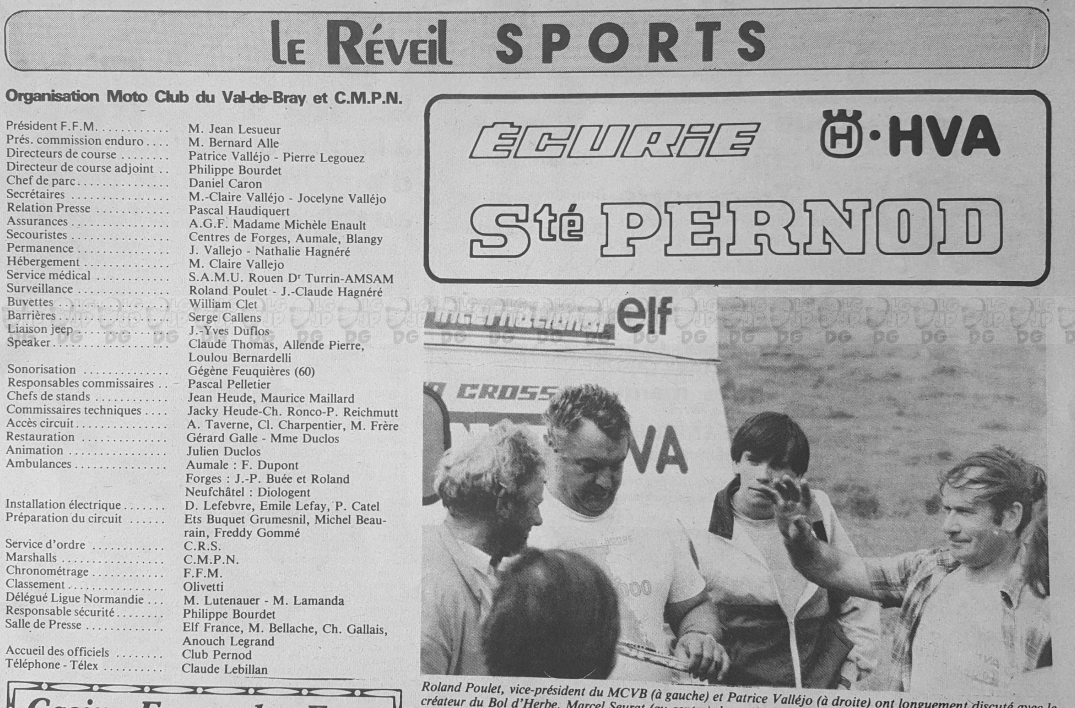 LE RÉVEIL SPORTS
Organisation Moto Club du Val-de-Bray et C.M.P.N.
Président F.F.M. . . . . . . . . . . . M. Jean Lesueur
Prés. commission enduro . . . . M. Bernard Alle
Directeurs de course . . . . . . . . Patrice Valléjo - Pierre Legouez
Directeur de course adjoint . . Philippe Bourdet
Chef de parc . . . . . . . . . . . . . . Daniel Caron
Secrétaires . . . . . . . . . . . . . . . M.-Claire Valléjo - Jocelyne Valléjo
Relation Presse . . . . . . . . . . . . Pascal Haudiquert
Assurances . . . . . . . . . . . . . . . A.G.F. Madame Michèle Enault
Secouristes . . . . . . . . . . . . . . . Centres de Forges, Aumale, Blangy
Permanence . . . . . . . . . . . . . . J. Vallejo - Nathalie Hagnéré
Hébergement . . . . . . . . . . . . . M. Claire Vallejo
Service médical . . . . . . . . . . . . S.A.M.U. Rouen Dr Turrin-AMSAM
Surveillance . . . . . . . . . . . . . . Roland Poulet - J.-Claude Hagnéré
Buvettes . . . . . . . . . . . . . . . . . William Clet
Barrières . . . . . . . . . . . . . . . . Serge Callens
Liaison jeep . . . . . . . . . . . . . . J.-Yves Duflos
Speaker . . . . . . . . . . . . . . . . . Claude Thomas, Allende Pierre,
Loulou Bernardelli
Sonorisation . . . . . . . . . . . . . Gégène Feuquières (60)
Responsables commissaires . . Pascal Pelletier
Chefs de stands . . . . . . . . . . . Jean Heude, Maurice Maillard
Commissaires techniques . . . . Jacky Heude-Ch. Ronco-P. Reichmutt
Accès circuit . . . . . . . . . . . . . . A. Taverne, Cl. Charpentier, M. Frère
Restauration . . . . . . . . . . . . . Gérard Galle - Mme Duclos
Animation . . . . . . . . . . . . . . . Julien Duclos
Ambulances . . . . . . . . . . . . . . Aumale : F. Dupont
Forges : J.-P. Buée et Roland
Neufchâtel : Diologent
Installation électrique . . . . . . . D. Lefebvre, Emile Lefay, P. Catel
Préparation du circuit . . . . . . Ets Buquet Grumesnil, Michel Beau-
rain, Freddy Gommé
Service d'ordre . . . . . . . . . . . . C.R.S.
Marshalls . . . . . . . . . . . . . . . . C.M.P.N.
Chronométrage . . . . . . . . . . . F.F.M.
Classement . . . . . . . . . . . . . . . Olivetti
Délégué Ligue Normandie . . . M. Lutenauer - M. Lamanda
Responsable sécurité . . . . . . . . Philippe Bourdet
Salle de Presse . . . . . . . . . . . . Elf France, M. Bellache, Ch. Gallais,
Anouch Legrand
Accueil des officiels . . . . . . . . Club Pernod
Téléphone - Télex . . . . . . . . . . Claude Lebillan
ÉCURIE H·HVA
Sté PERNOD
international elf
CROSS
VA
Roland Poulet, vice-président du MCVB (à gauche) et Patrice Valléjo (à droite) ont longuement discuté avec le
créateur du Bol d'Herbe, Marcel Seurat